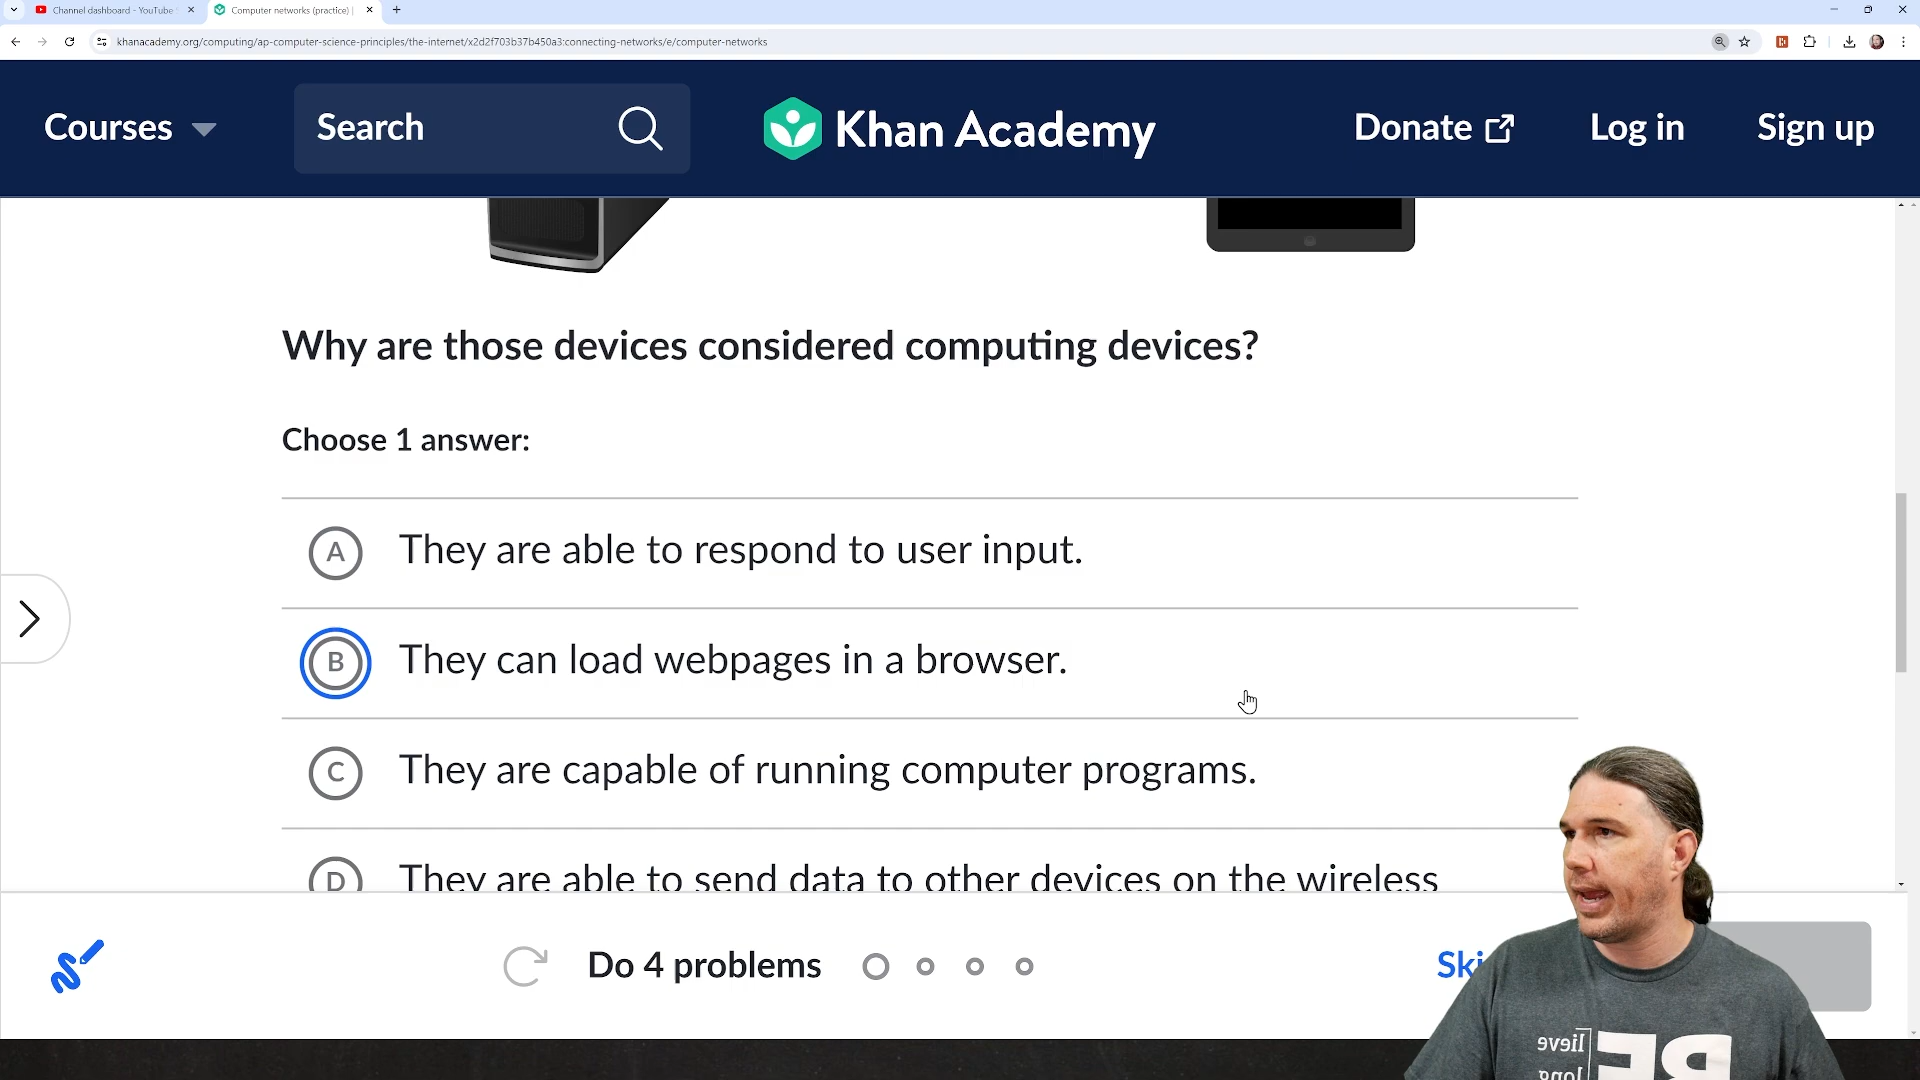 Channel dashboard - YouTube
Computer networks (practice) |
khanacademy.org/computing/ap-computer-science-principles/the-internet/x2d2f703b37b450a3:connecting-networks/e/computer-networks
Courses
Search
Khan Academy
Donate
Log in
Sign up
Why are those devices considered computing devices?
Choose 1 answer:
A They are able to respond to user input.
B They can load webpages in a browser.
C They are capable of running computer programs.
D They are able to send data to other devices on the wireless
Do 4 problems
Ski
lieve
BE